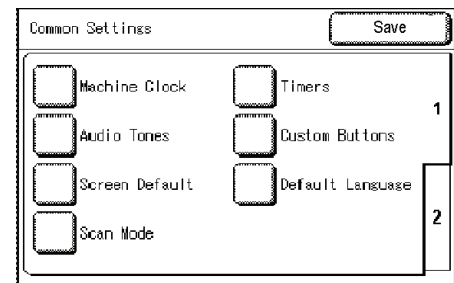 Common Settings Save
Machine Clock Timers
1
Audio Tones Custom Buttons
Screen Default Default Language
2
Scan Mode